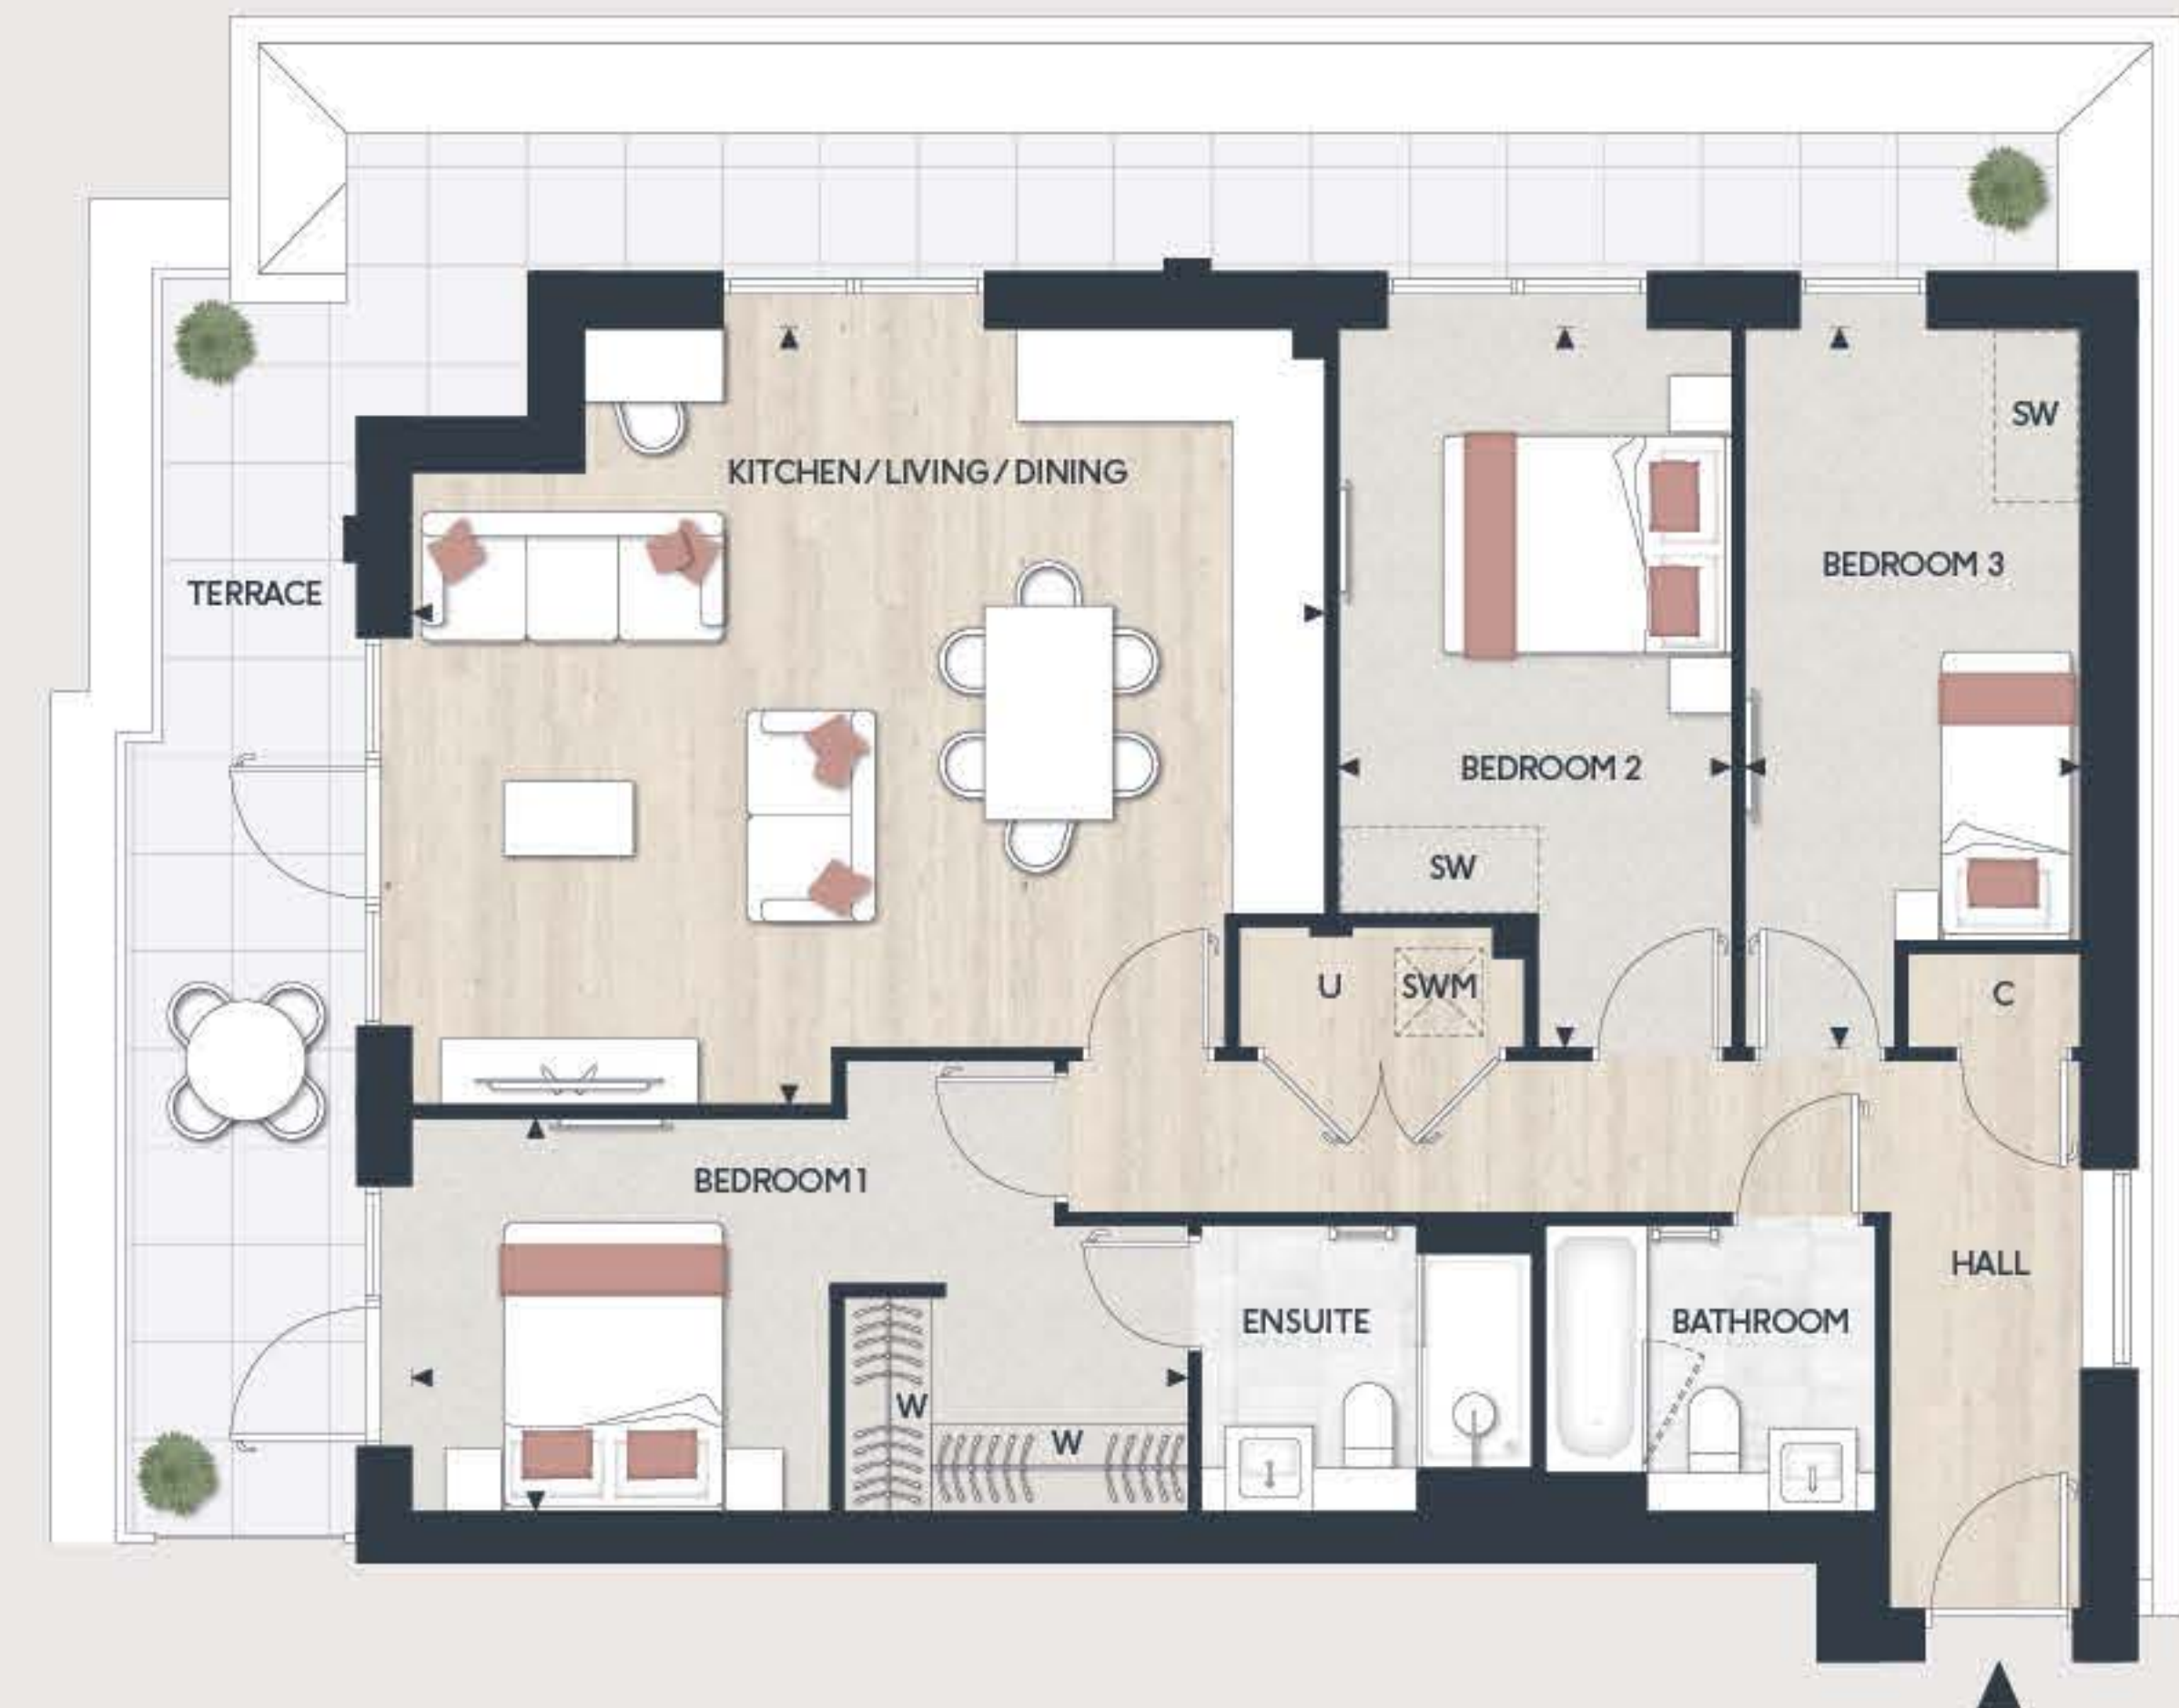 SW
KITCHEN / LIVING / DINING
BEDROOM 3
TERRACE
BEDROOM 2
SW
U
SWM
C
BEDROOM 1
HALL
ENSUITE
BATHROOM
W
W